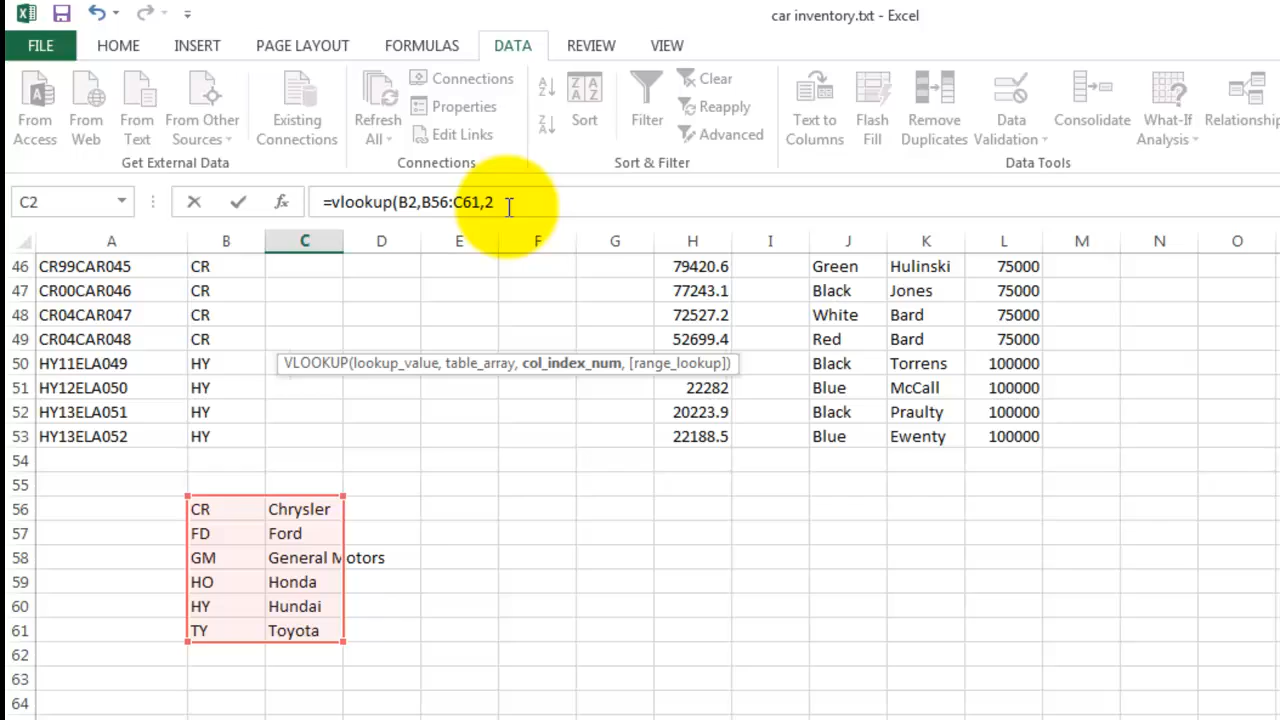 car inventory.txt - Excel
FILE HOME INSERT PAGE LAYOUT FORMULAS DATA REVIEW VIEW
From Access
From Web
From Text
From Other Sources
Existing Connections
Get External Data
Refresh All
Connections
Properties
Edit Links
Connections
A Z
Z A
Z A A Z
Sort
Filter
Clear
Reapply
Advanced
Sort & Filter
Text to Columns
Flash Fill
Remove Duplicates
Data Validation
Consolidate
What-If Analysis
Relationship
Data Tools
C2 fx =vlookup(B2,B56:C61,2
A B C D E F G H I J K L M N O
46 CR99CAR045 CR 79420.6 Green Hulinski 75000
47 CR00CAR046 CR 77243.1 Black Jones 75000
48 CR04CAR047 CR 72527.2 White Bard 75000
49 CR04CAR048 CR 52699.4 Red Bard 75000
50 HY11ELA049 HY VLOOKUP(lookup_value, table_array, col_index_num, [range_lookup]) Black Torrens 100000
51 HY12ELA050 HY 22282 Blue McCall 100000
52 HY13ELA051 HY 20223.9 Black Praulty 100000
53 HY13ELA052 HY 22188.5 Blue Ewenty 100000
54
55
56 CR Chrysler
57 FD Ford
58 GM General Motors
59 HO Honda
60 HY Hundai
61 TY Toyota
62
63
64